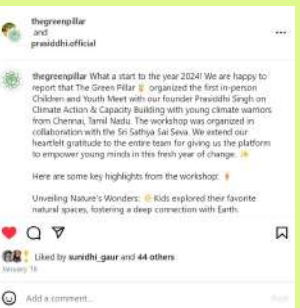 thegreenpillar
and
prasiddhi.official
thegreenpillar What a start to the year 2024! We are happy to
report that The Green Pillar organized the first in-person
Children and Youth Meet with our founder Prasiddhi Singh on
Climate Action & Capacity Building with young climate warriors
from Chennai, Tamil Nadu. The workshop was organized in
collaboration with the Sri Sathya Sai Seva. We extend our
heartfelt gratitude to the entire team for giving us the platform
to empower young minds in this fresh year of change.
Here are some key highlights from the workshop:
Unveiling Nature's Wonders: Kids explored their favorite
natural spaces, fostering a deep connection with Earth.
Liked by sunidhi_gaur and 44 others
January 18
Add a comment...
Post